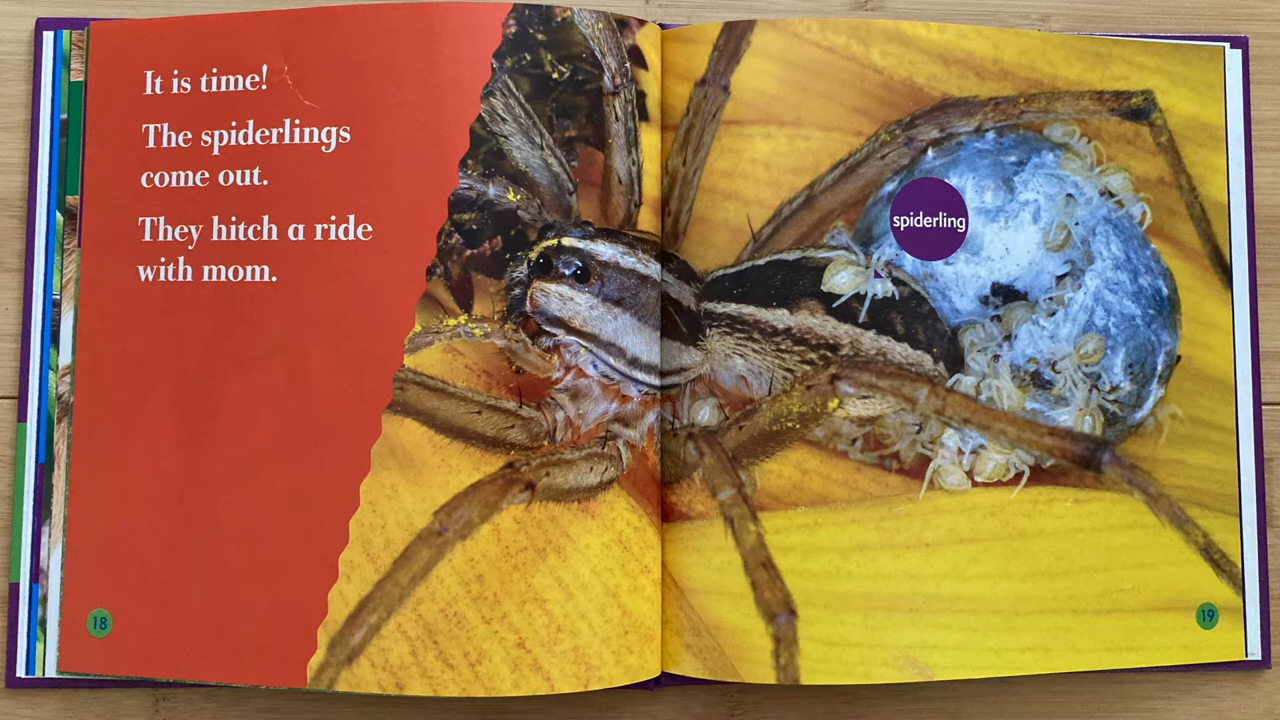 It is time!
The spiderlings
come out.
They hitch a ride
with mom.
18
spiderling
19